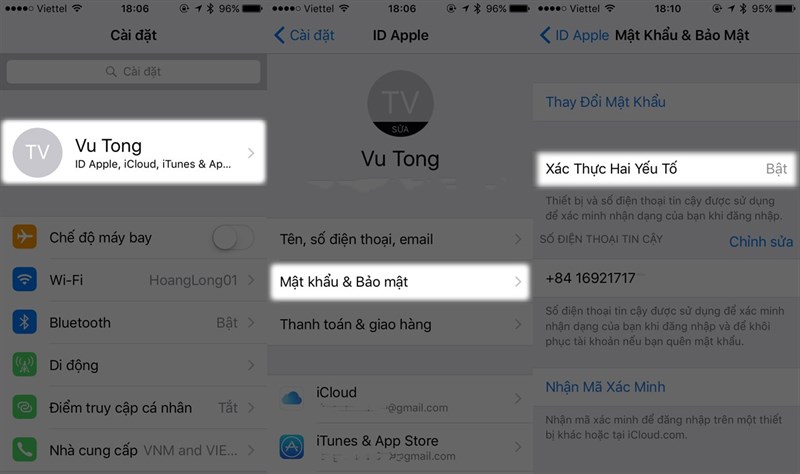 Viettel 18:06 96%
Cài đặt
Cài đặt
TV
Vu Tong
ID Apple, iCloud, iTunes & Ap...
Chế độ máy bay
Wi-Fi HoangLong01
Bluetooth Bật
Di động
Điểm truy cập cá nhân Tắt
Nhà cung cấp VNM and VIE...
Viettel 18:06 96%
Cài đặt ID Apple
TV
SỬA
Vu Tong
Tên, số điện thoại, email
Mật khẩu & Bảo mật
Thanh toán & giao hàng
iCloud
@gmail.com
iTunes & App Store
@gmail.com
Viettel 18:10 95%
ID Apple Mật Khẩu & Bảo Mật
Thay Đổi Mật Khẩu
Xác Thực Hai Yếu Tố Bật
Thiết bị và số điện thoại tin cậy được sử dụng
để xác minh nhận dạng của bạn khi đăng nhập.
SỐ ĐIỆN THOẠI TIN CẬY Chỉnh sửa
+84 16921717
Số điện thoại tin cậy được sử dụng để xác minh
nhận dạng của bạn khi đăng nhập và để khôi
phục tài khoản nếu bạn quên mật khẩu.
Nhận Mã Xác Minh
Nhận mã xác minh để đăng nhập trên một thiết
bị khác hoặc tại iCloud.com.